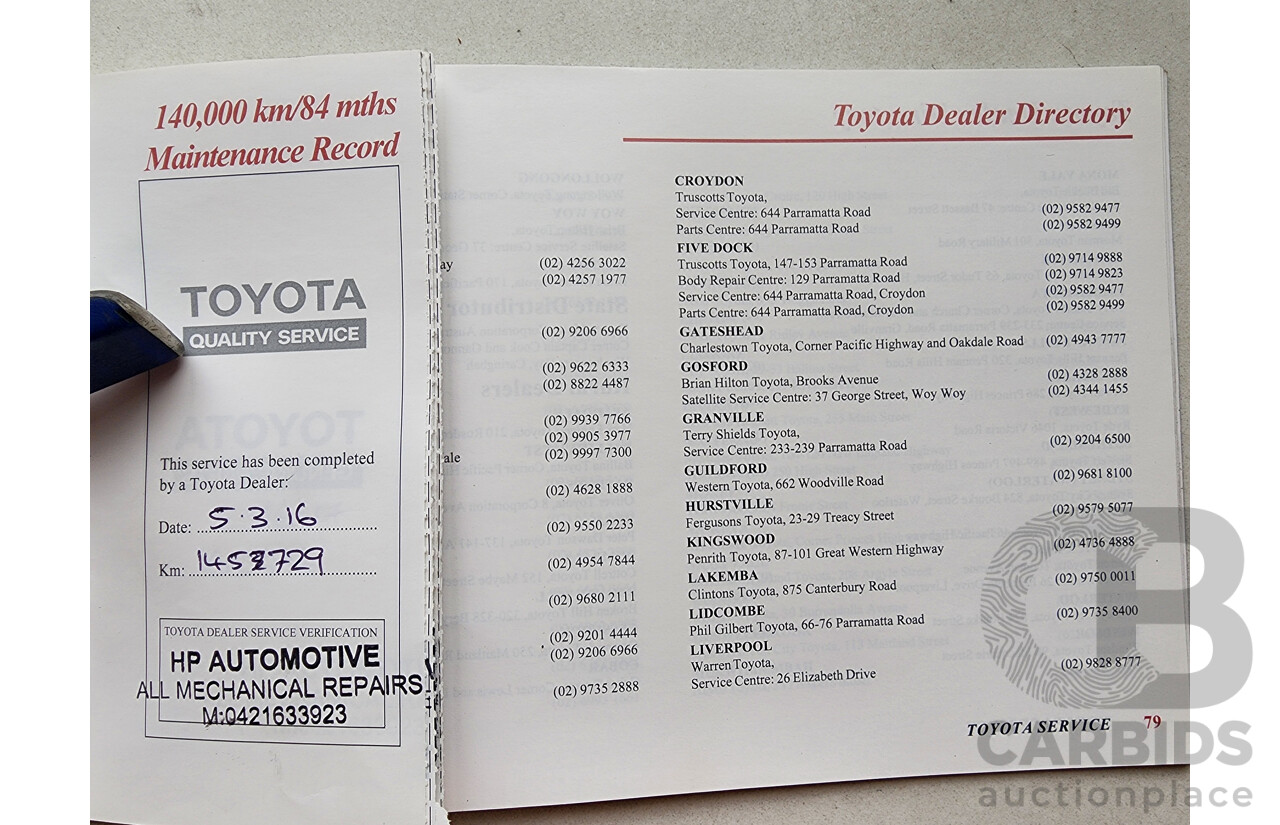 140,000 km/84 mths
Maintenance Record
TOYOTA
QUALITY SERVICE
This service has been completed
by a Toyota Dealer:
Date: 5.3.16
Km:
TOYOTA DEALER SERVICE VERIFICATION
HP AUTOMOTIVE
ALL MECHANICAL REPAIRS
M:0421633923
ay (02) 4256 3022
(02) 4257 1977
(02) 9206 6966
(02) 9622 6333
(02) 8822 4487
(02) 9939 7766
(02) 9905 3977
ale (02) 9997 7300
(02) 4628 1888
(02) 9550 2233
(02) 4954 7844
(02) 9680 2111
(02) 9201 4444
(02) 9206 6966
(02) 9735 2888
Toyota Dealer Directory
CROYDON
Truscotts Toyota,
Service Centre: 644 Parramatta Road (02) 9582 9477
Parts Centre: 644 Parramatta Road (02) 9582 9499
FIVE DOCK
Truscotts Toyota, 147-153 Parramatta Road (02) 9714 9888
Body Repair Centre: 129 Parramatta Road (02) 9714 9823
Service Centre: 644 Parramatta Road, Croydon (02) 9582 9477
Parts Centre: 644 Parramatta Road, Croydon (02) 9582 9499
GATESHEAD
Charlestown Toyota, Corner Pacific Highway and Oakdale Road (02) 4943 7777
GOSFORD
Brian Hilton Toyota, Brooks Avenue (02) 4328 2888
Satellite Service Centre: 37 George Street, Woy Woy (02) 4344 1455
GRANVILLE
Terry Shields Toyota,
Service Centre: 233-239 Parramatta Road (02) 9204 6500
GUILDFORD
Western Toyota, 662 Woodville Road (02) 9681 8100
HURSTVILLE
Fergusons Toyota, 23-29 Treacy Street (02) 9579 5077
KINGSWOOD
Penrith Toyota, 87-101 Great Western Highway (02) 4736 4888
LAKEMBA
Clintons Toyota, 875 Canterbury Road (02) 9750 0011
LIDCOMBE
Phil Gilbert Toyota, 66-76 Parramatta Road (02) 9735 8400
LIVERPOOL
Warren Toyota,
Service Centre: 26 Elizabeth Drive (02) 9828 8777
TOYOTA SERVICE 79
CB
CARBIDS
auctionplace